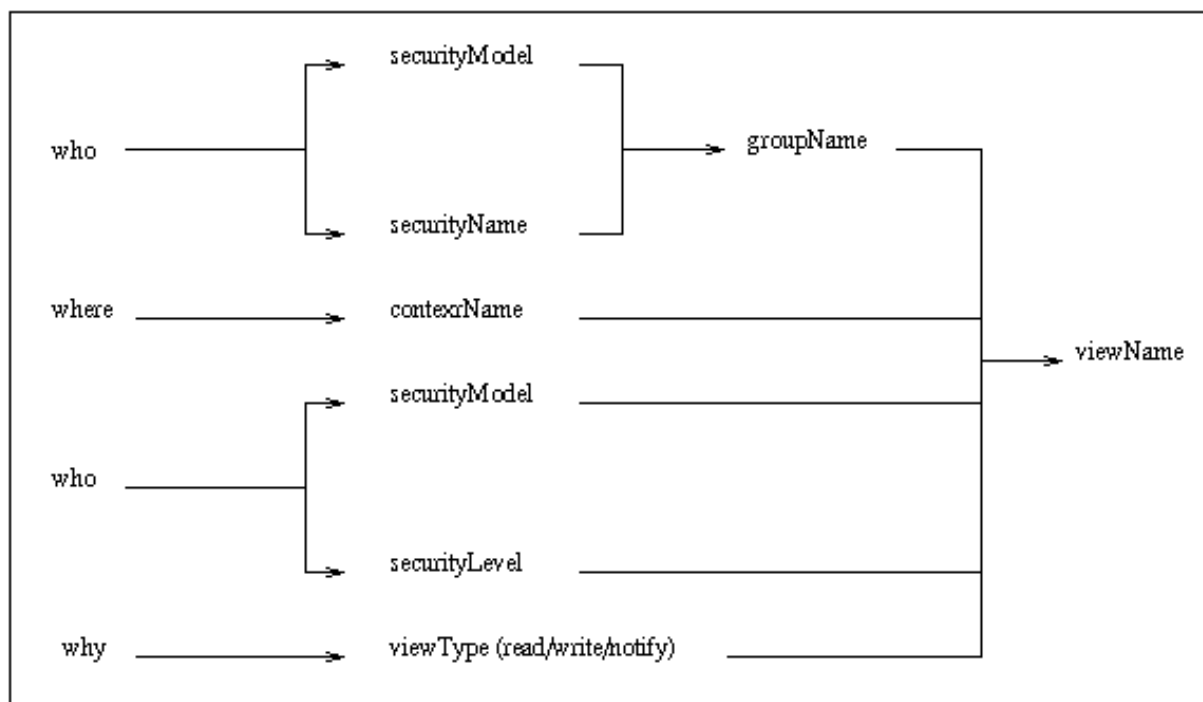 securityModel
who
groupName
securityName
where
contexrName
viewName
securityModel
who
securityLevel
why
viewType (read/write/notify)